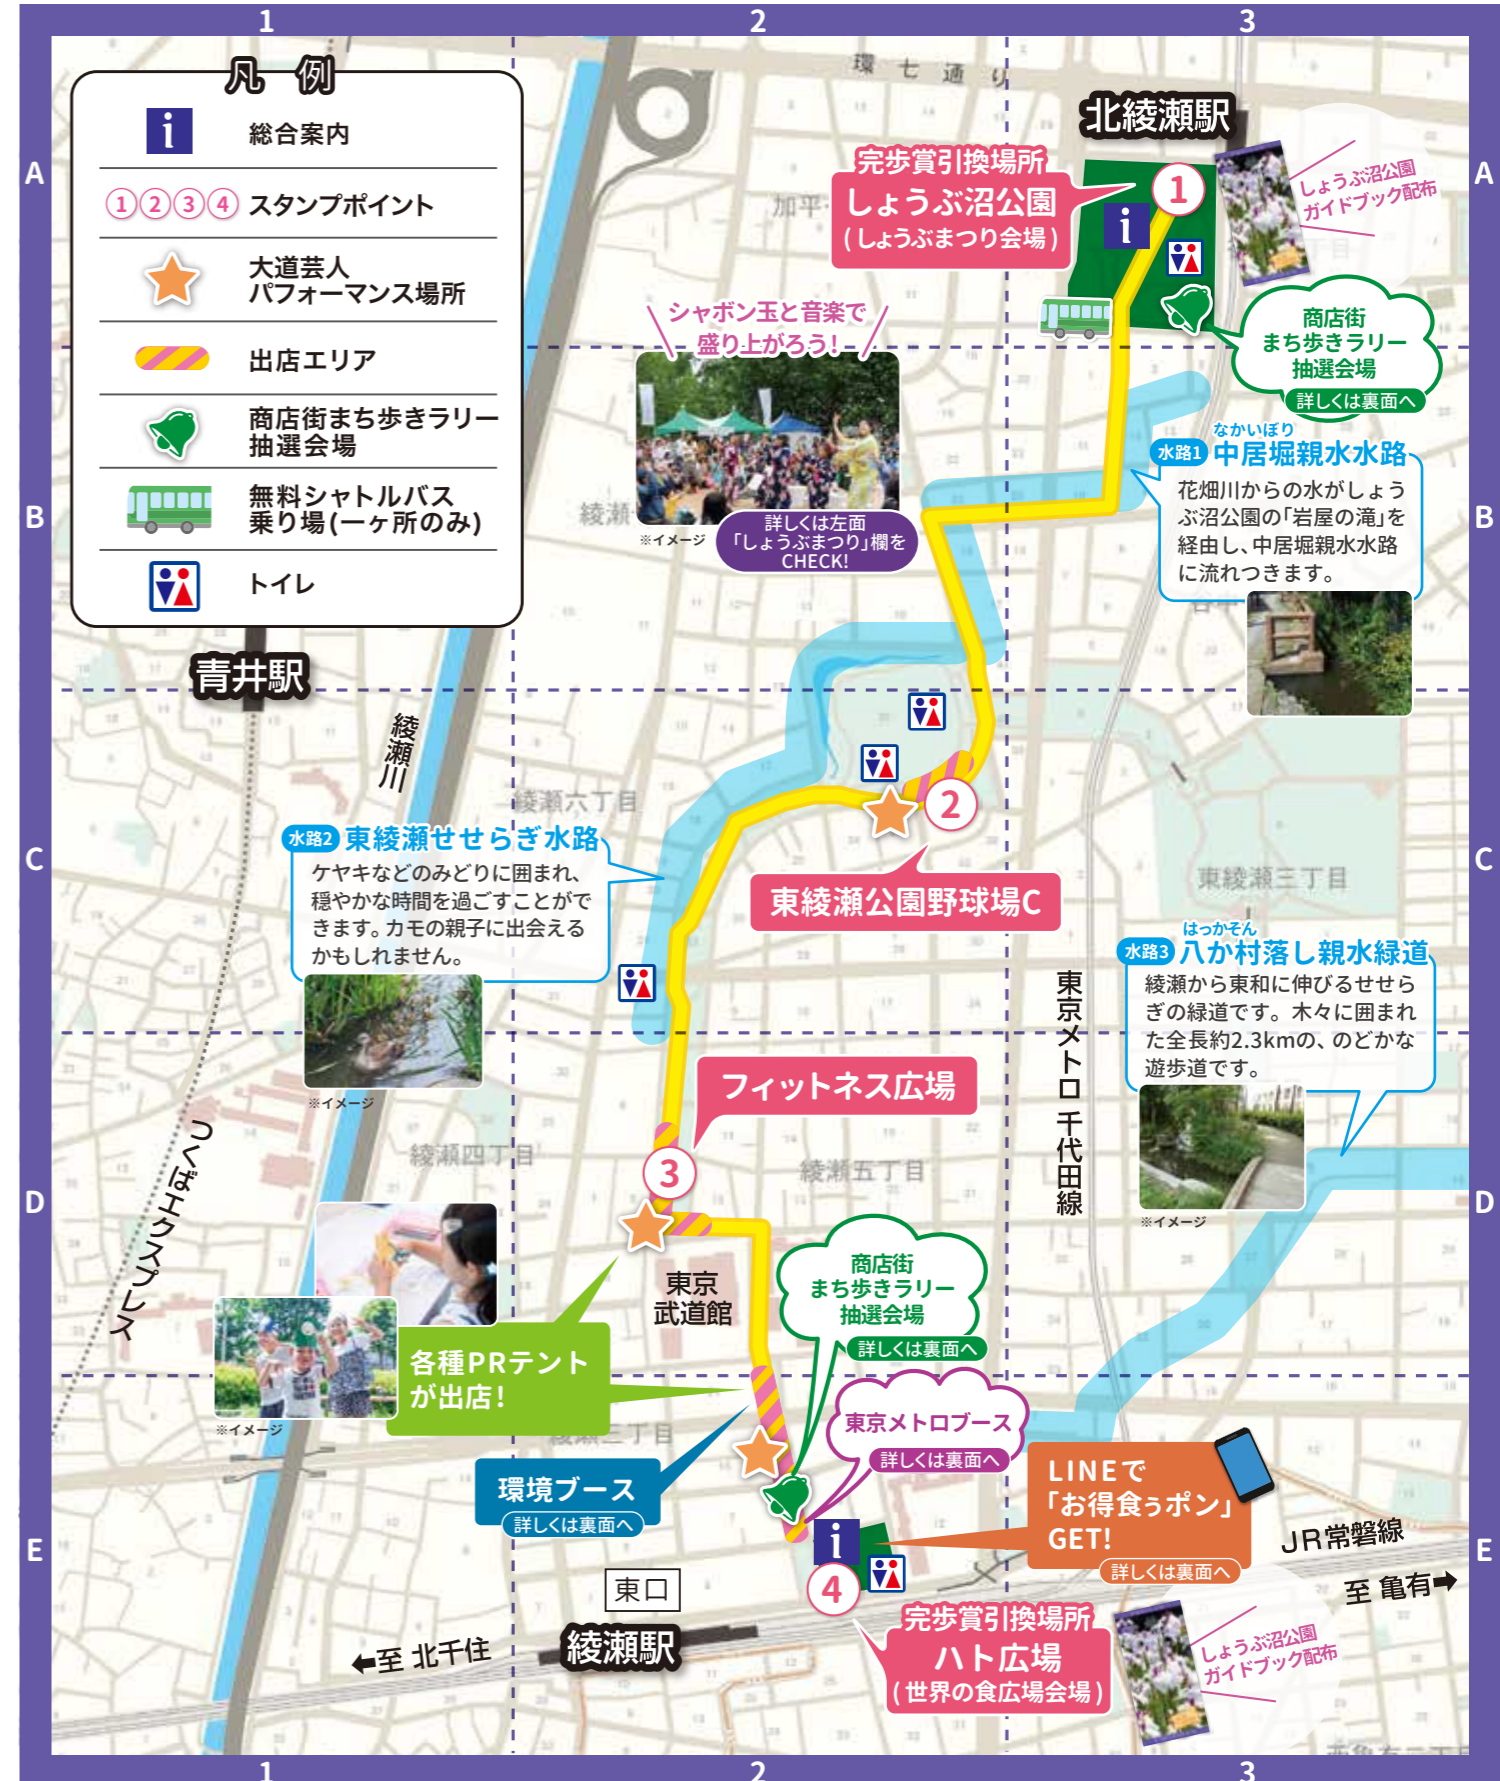 1
2
3
A
A
B
B
C
C
D
D
E
E
1
2
3
凡 例
i
総合案内
①②③④
スタンプポイント
大道芸人
パフォーマンス場所
出店エリア
商店街まち歩きラリー
抽選会場
無料シャトルバス
乗り場(一ヶ所のみ)
トイレ
環七通り
北綾瀬駅
完歩賞引換場所
しょうぶ沼公園
(しょうぶまつり会場)
1
i
しょうぶ沼公園
ガイドブック配布
加平
シャボン玉と音楽で
盛り上がろう!
※イメージ
詳しくは左面
「しょうぶまつり」欄を
CHECK!
商店街
まち歩きラリー
抽選会場
詳しくは裏面へ
なかいぼり
水路1 中居堀親水水路
花畑川からの水がしょう
ぶ沼公園の「岩屋の滝」を
経由し、中居堀親水水路
に流れつきます。
綾瀬
谷中
青井駅
綾瀬川
綾瀬六丁目
2
東綾瀬公園野球場C
水路2 東綾瀬せせらぎ水路
ケヤキなどのみどりに囲まれ、
穏やかな時間を過ごすことがで
きます。カモの親子に出会える
かもしれません。
※イメージ
東綾瀬三丁目
はっかそん
水路3 八か村落し親水緑道
綾瀬から東和に伸びるせせら
ぎの緑道です。木々に囲まれ
た全長約2.3kmの、のどかな
遊歩道です。
※イメージ
東京メトロ 千代田線
つくばエクスプレス
フィットネス広場
3
綾瀬四丁目
綾瀬五丁目
東京
武道館
各種PRテント
が出店!
※イメージ
商店街
まち歩きラリー
抽選会場
詳しくは裏面へ
東京メトロブース
詳しくは裏面へ
綾瀬三丁目
環境ブース
詳しくは裏面へ
LINEで
「お得食ぅポン」
GET!
詳しくは裏面へ
i
4
JR常磐線
至 亀有➡
東口
綾瀬駅
⬅至 北千住
完歩賞引換場所
ハト広場
(世界の食広場会場)
しょうぶ沼公園
ガイドブック配布